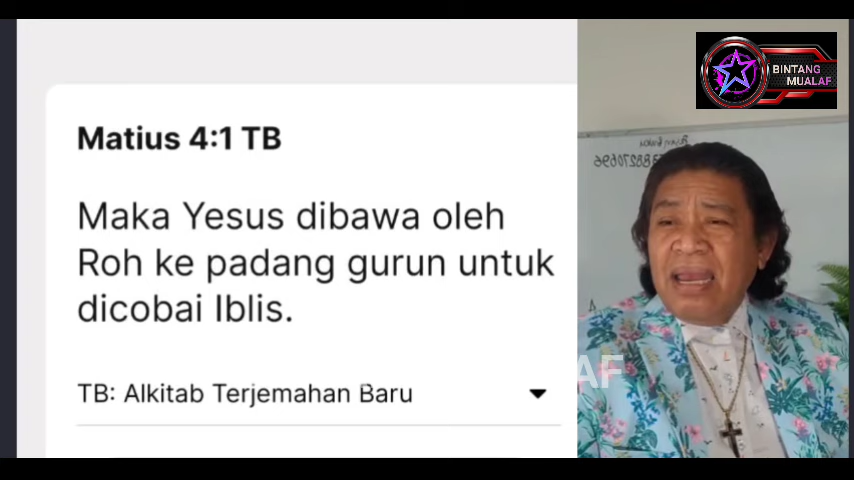 BINTANG
MUALAF
Matius 4:1 TB
Maka Yesus dibawa oleh
Roh ke padang gurun untuk
dicobai Iblis.
TB: Alkitab Terjemahan Baru
AF